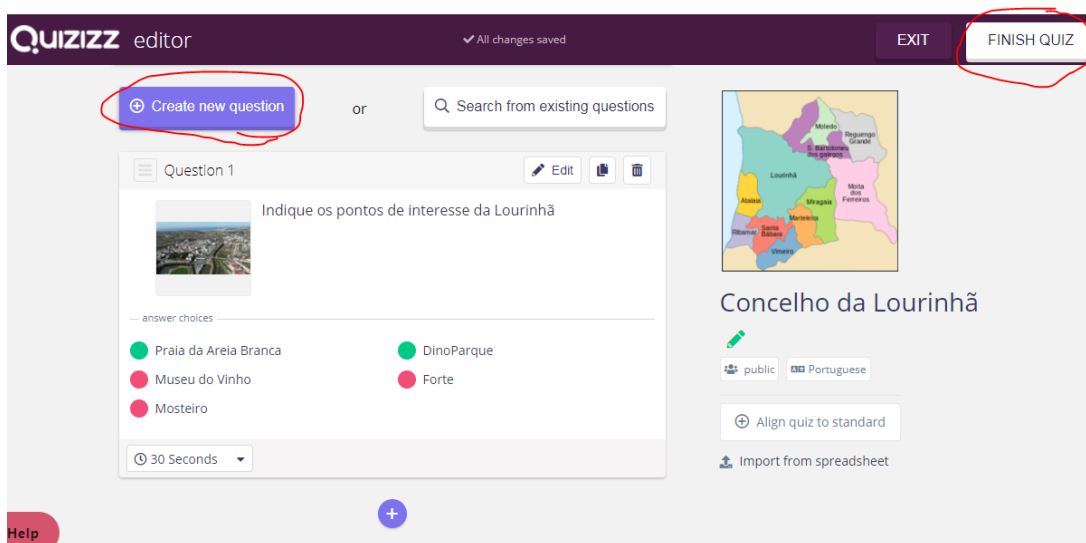 Quizizz editor
✔ All changes saved
EXIT
FINISH QUIZ
Create new question
or
Search from existing questions
Question 1
Edit
Indique os pontos de interesse da Lourinhã
answer choices
Praia da Areia Branca
DinoParque
Museu do Vinho
Forte
Mosteiro
30 Seconds
Moledo
Reguengo
Grande
S. Bartolomeu
dos galegos
Lourinhã
Moita
dos
Ferreiros
Atalaia
Miragaia
Marteleira
Ribamar
Santa
Bábara
Vimeiro
Concelho da Lourinhã
public
Portuguese
Align quiz to standard
Import from spreadsheet
Help